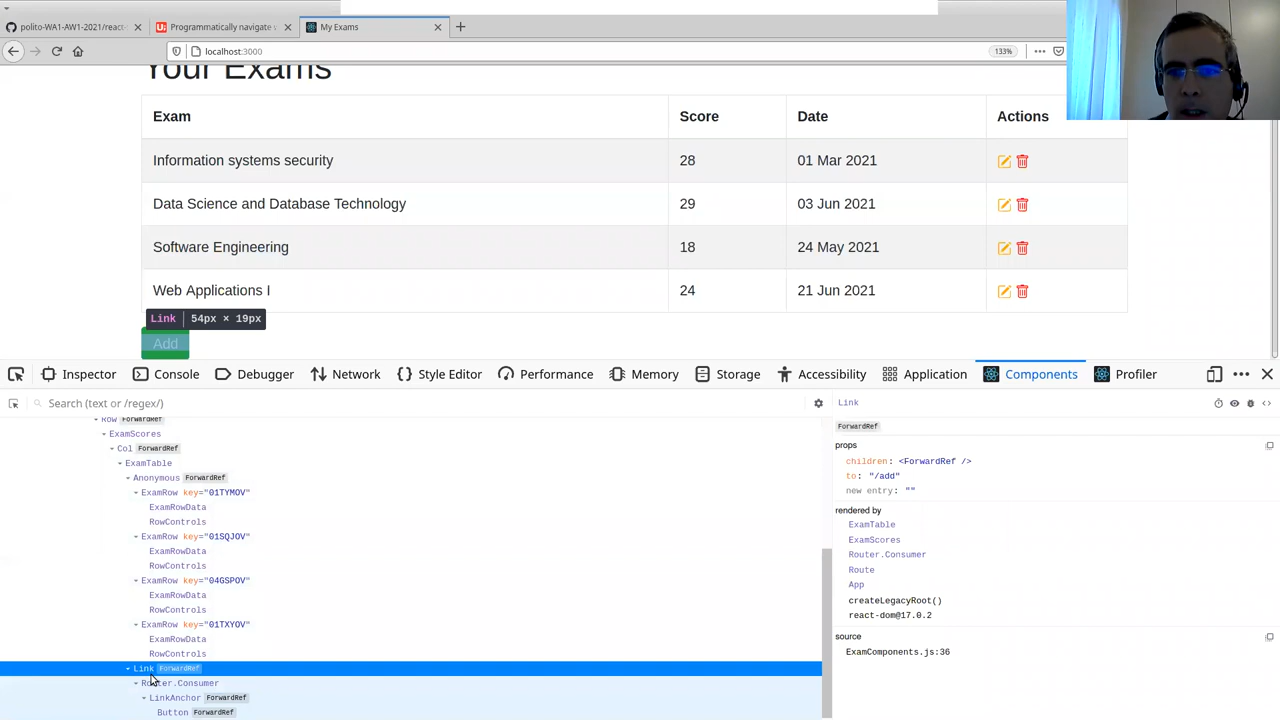 polito-WA1-AW1-2021/react-
Programmatically navigate
My Exams
localhost:3000
133%
Your Exams
Exam Score Date Actions
Information systems security 28 01 Mar 2021
Data Science and Database Technology 29 03 Jun 2021
Software Engineering 18 24 May 2021
Web Applications I 24 21 Jun 2021
Link 54px × 19px
Add
Inspector Console Debugger Network Style Editor Performance Memory Storage Accessibility Application Components Profiler
Search (text or /regex/)
Link
Row ForwardRef
ExamScores
Col ForwardRef
ExamTable
Anonymous ForwardRef
ExamRow key="01TYMOV"
ExamRowData
RowControls
ExamRow key="01SQJOV"
ExamRowData
RowControls
ExamRow key="04GSPOV"
ExamRowData
RowControls
ExamRow key="01TXYOV"
ExamRowData
RowControls
Link ForwardRef
Router.Consumer
LinkAnchor ForwardRef
Button ForwardRef
ForwardRef
props
children: <ForwardRef />
to: "/add"
new entry: ""
rendered by
ExamTable
ExamScores
Router.Consumer
Route
App
createLegacyRoot()
react-dom@17.0.2
source
ExamComponents.js:36